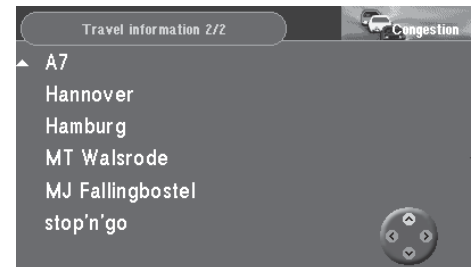 Travel information 2/2
Congestion
A7
Hannover
Hamburg
MT Walsrode
MJ Fallingbostel
stop'n'go